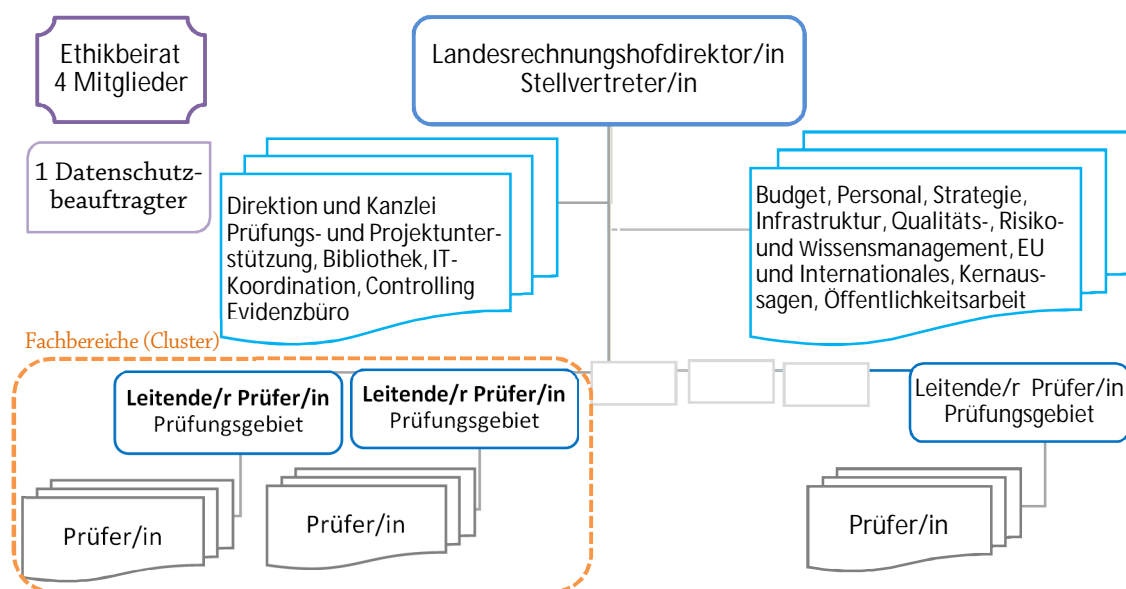 Ethikbeirat
4 Mitglieder
Landesrechnungshofdirektor/in
Stellvertreter/in
1 Datenschutz-
beauftragter
Direktion und Kanzlei
Prüfungs- und Projektunter-
stützung, Bibliothek, IT-
Koordination, Controlling
Evidenzbüro
Budget, Personal, Strategie,
Infrastruktur, Qualitäts-, Risiko-
und Wissensmanagement, EU
und Internationales, Kernaus-
sagen, Öffentlichkeitsarbeit
Fachbereiche (Cluster)
Leitende/r Prüfer/in
Prüfungsgebiet
Leitende/r Prüfer/in
Prüfungsgebiet
Leitende/r Prüfer/in
Prüfungsgebiet
Prüfer/in
Prüfer/in
Prüfer/in